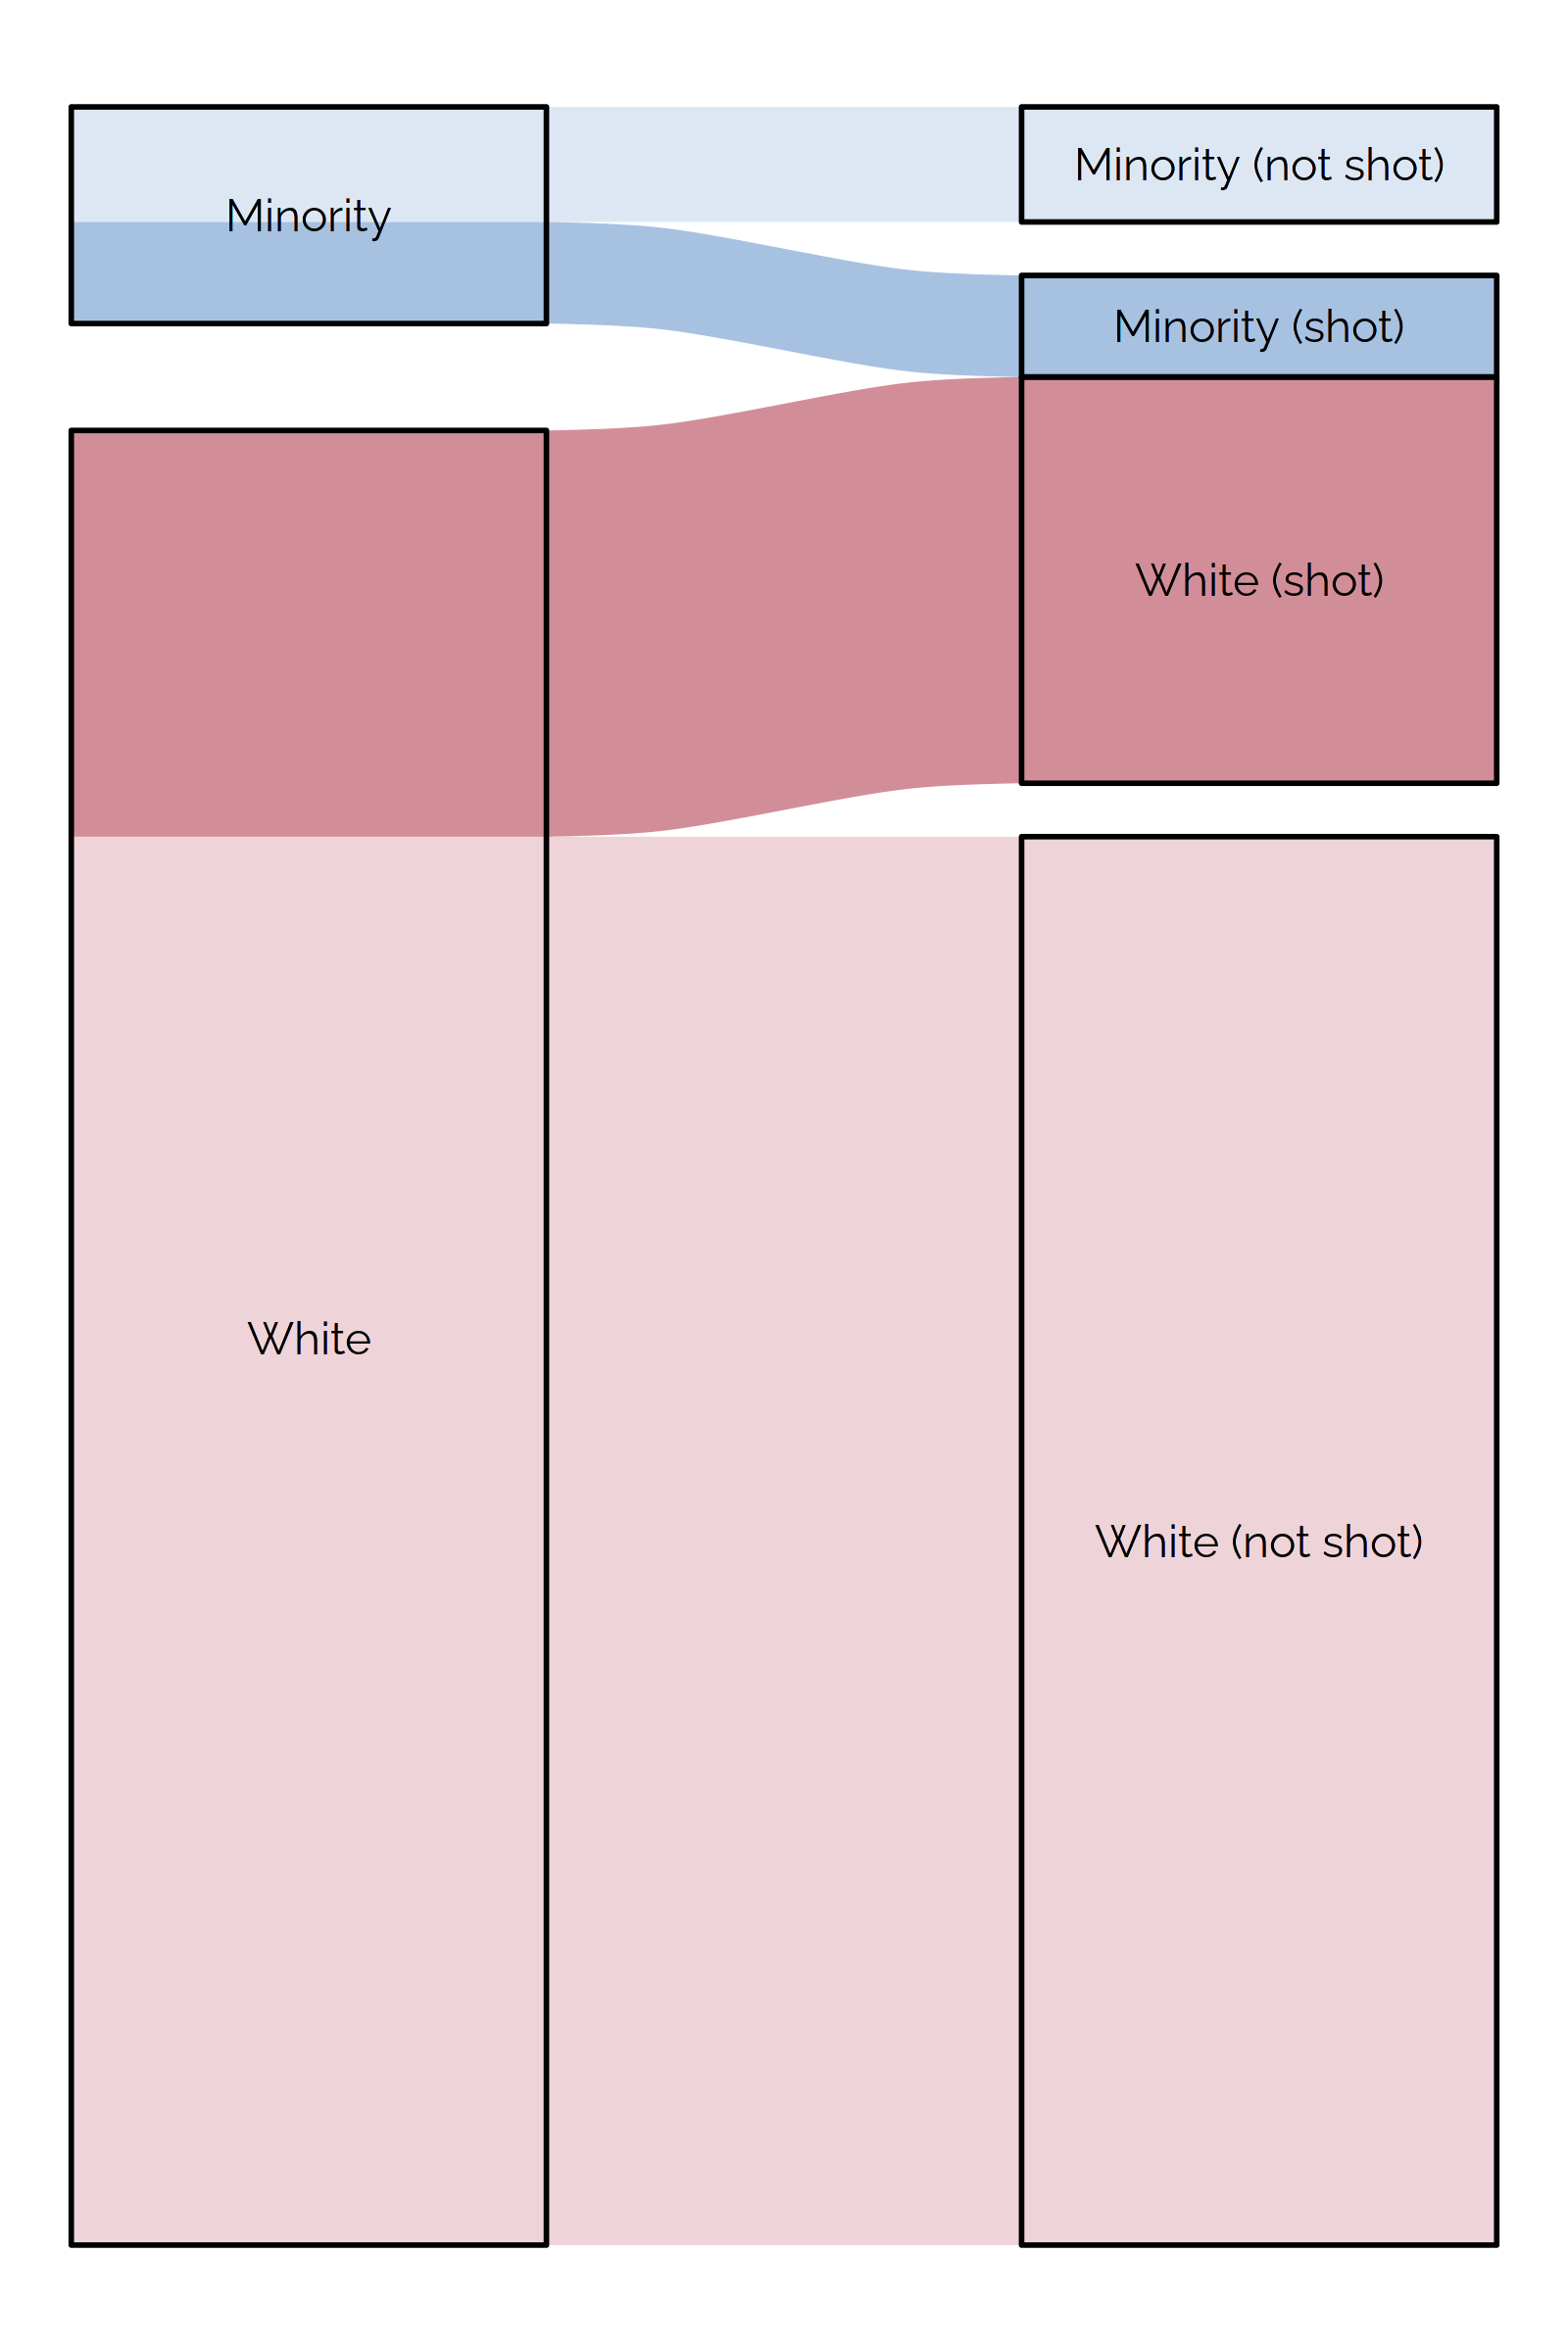 Minority
White
Minority (not shot)
Minority (shot)
White (shot)
White (not shot)